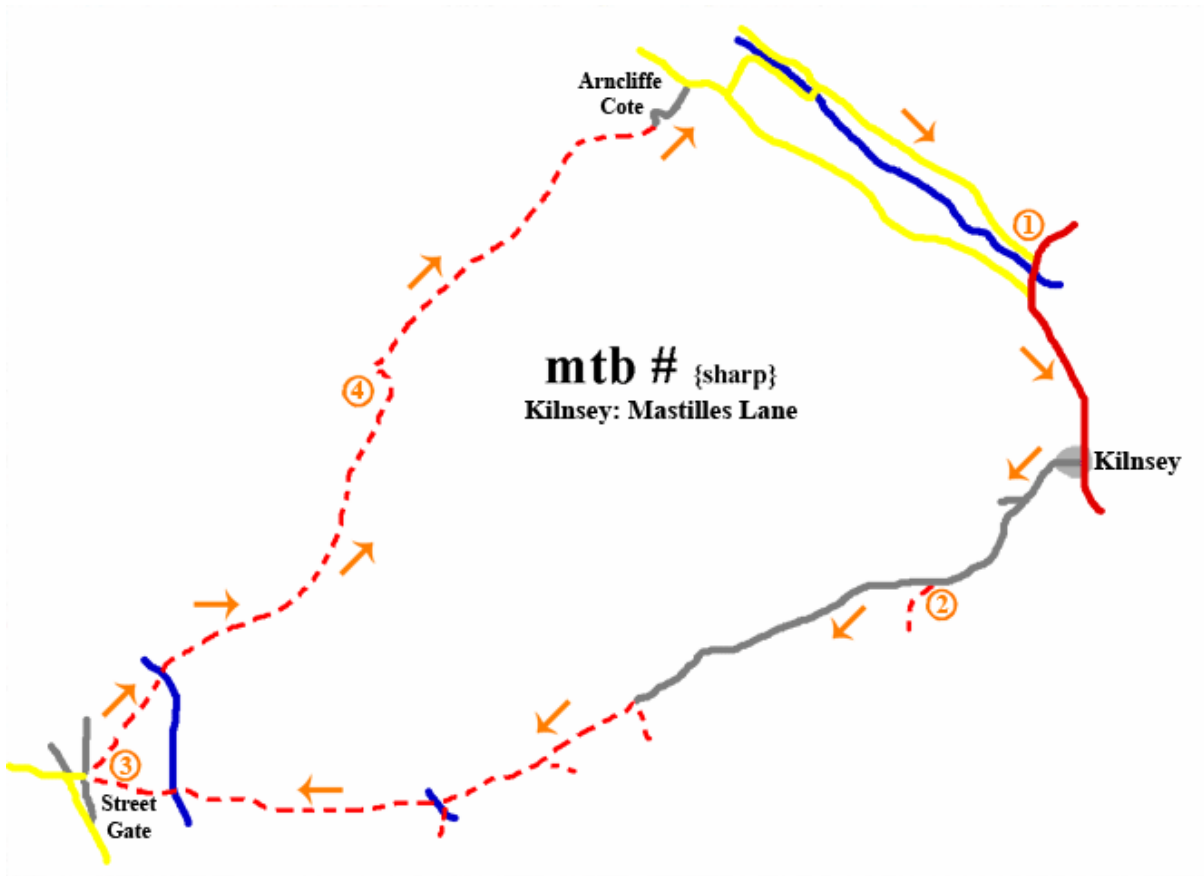 Arncliffe
Cote
①
mtb # {sharp}
Kilnsey: Mastilles Lane
④
Kilnsey
②
③
Street
Gate